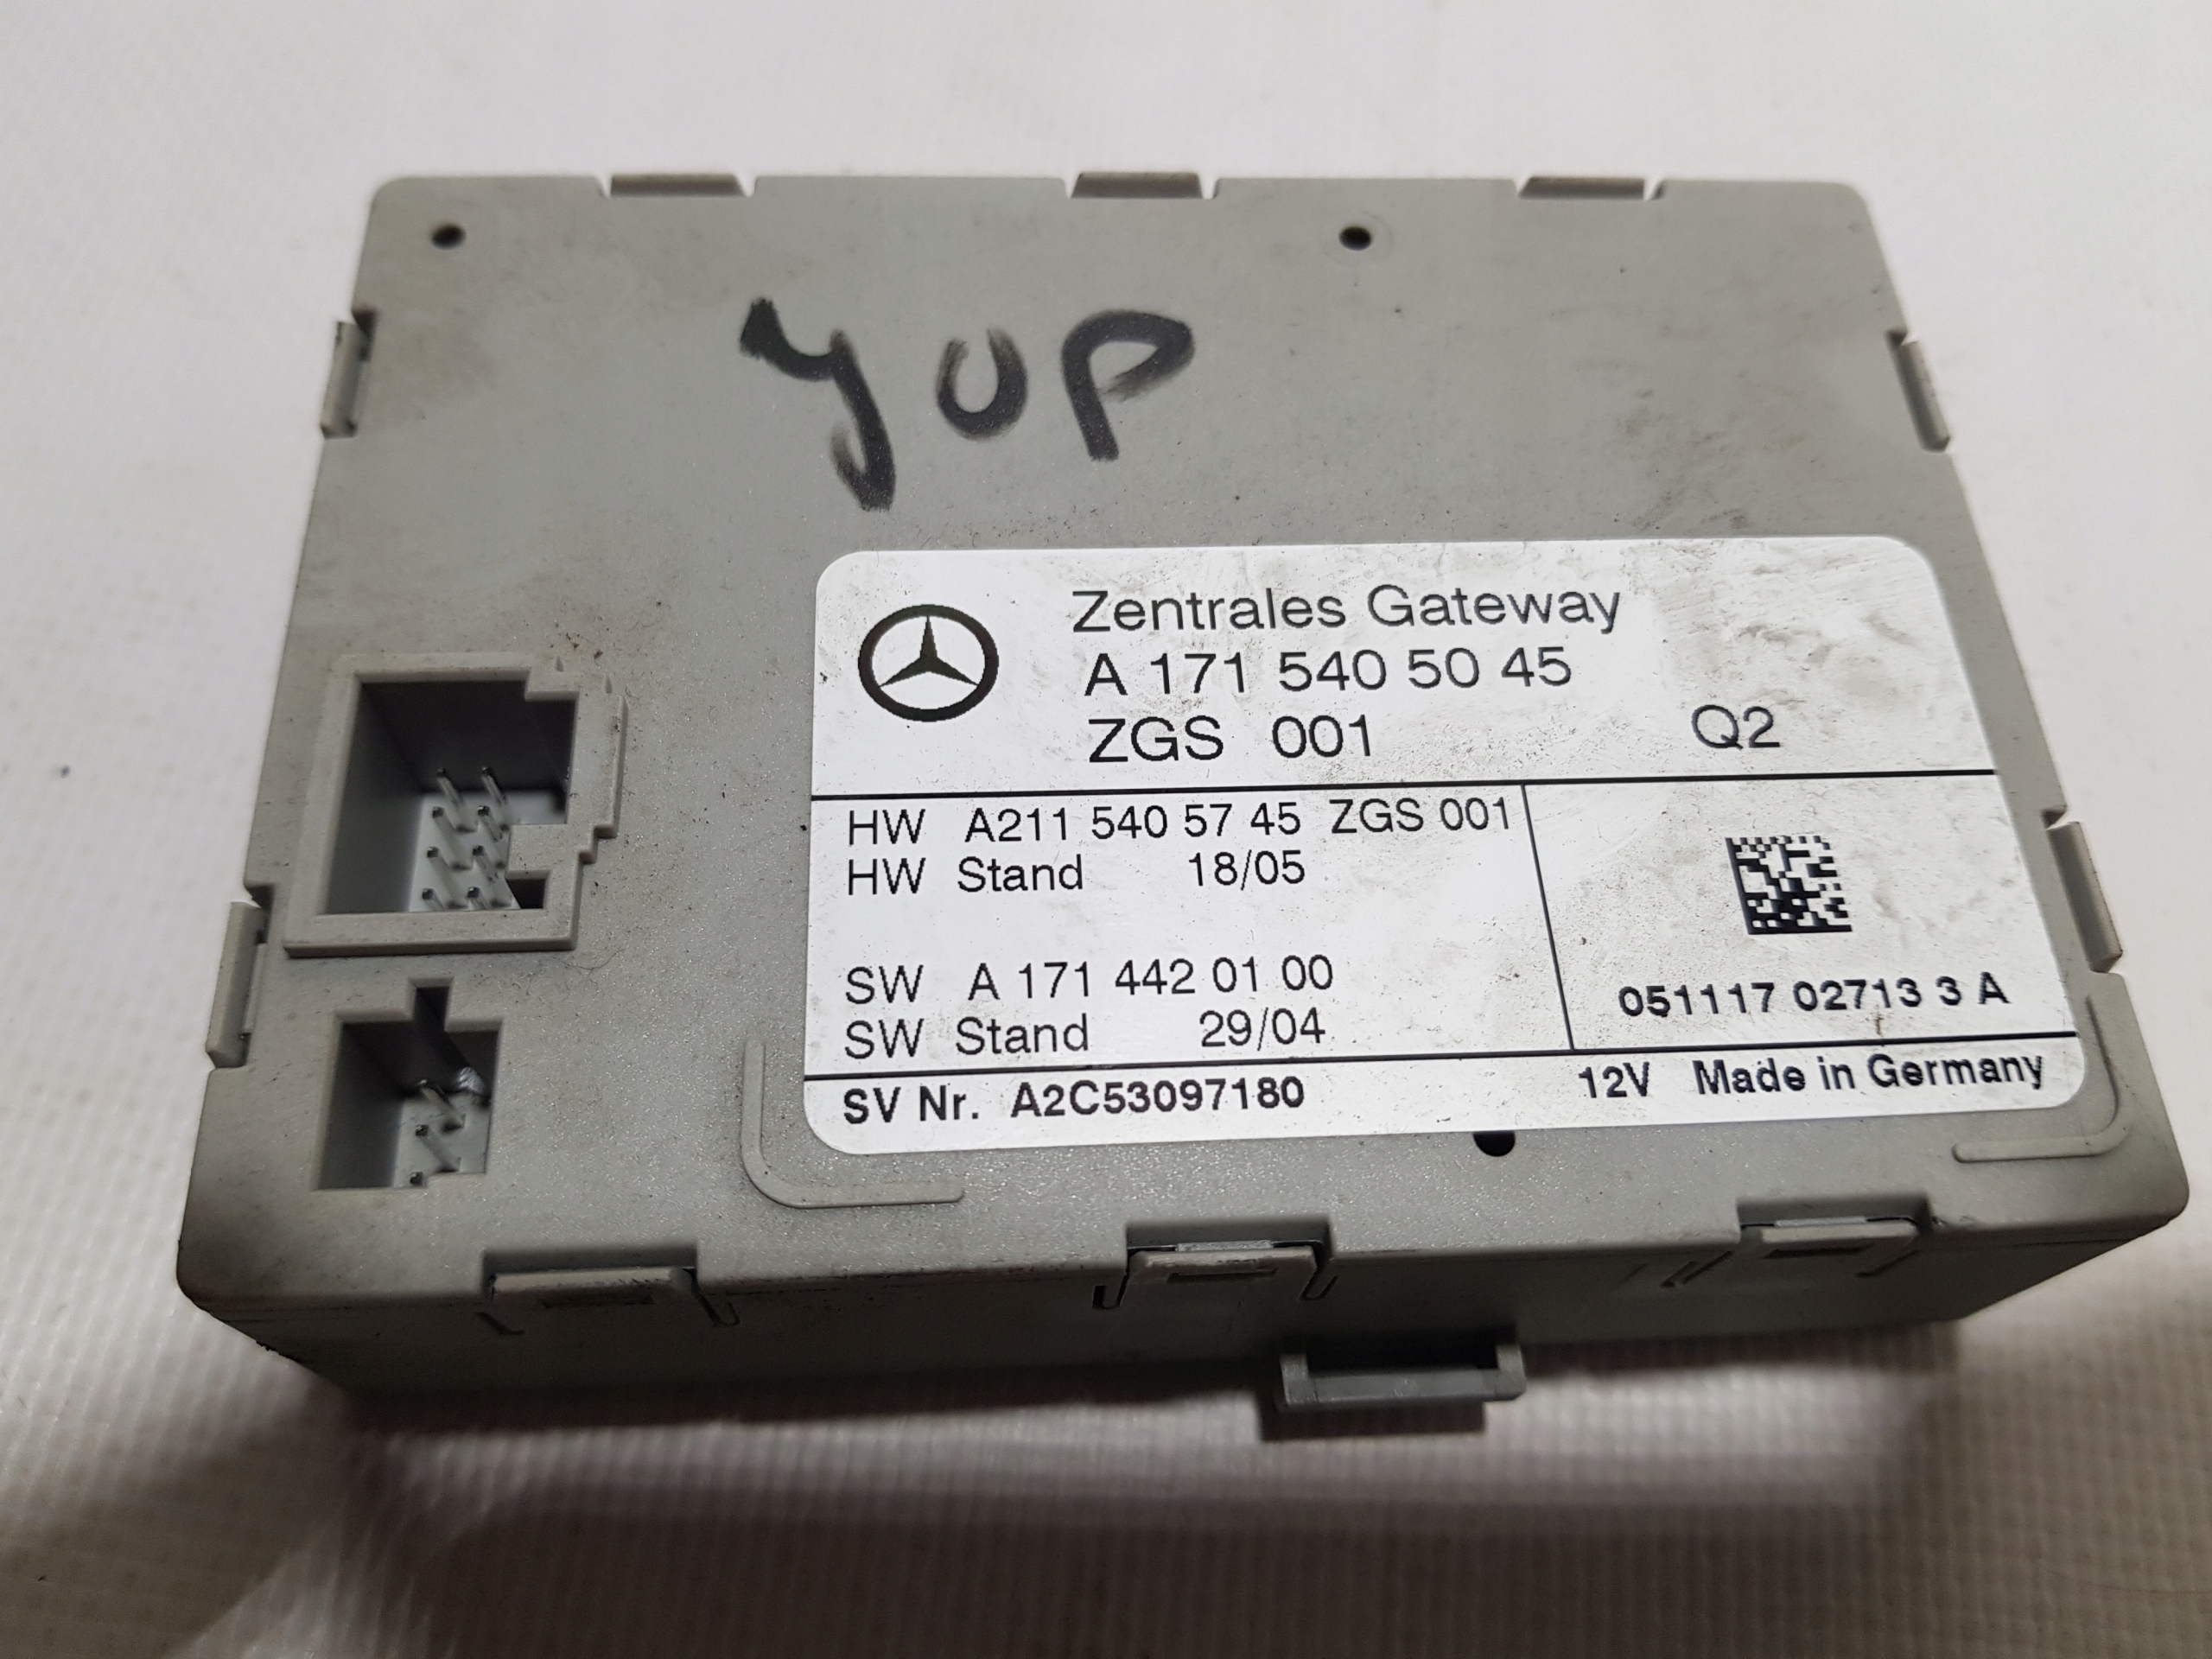 YOP
Zentrales Gateway
A 171 540 50 45
ZGS 001 Q2
HW A211 540 57 45 ZGS 001
HW Stand 18/05
SW A 171 442 01 00
SW Stand 29/04
051117 02713 3 A
SV Nr. A2C53097180
12V Made in Germany